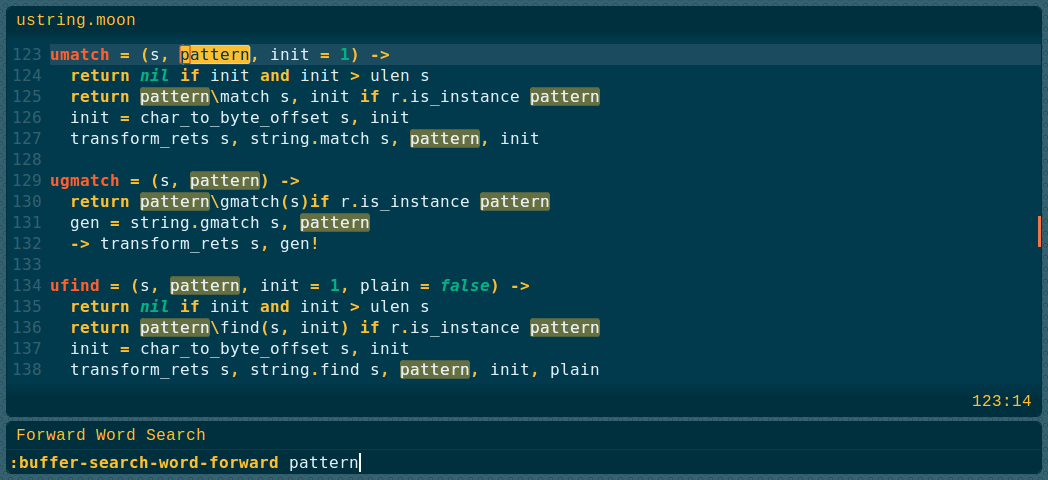 ustring.moon
123 umatch = (s, pattern, init = 1) ->
124   return nil if init and init > ulen s
125   return pattern\match s, init if r.is_instance pattern
126   init = char_to_byte_offset s, init
127   transform_rets s, string.match s, pattern, init
128
129 ugmatch = (s, pattern) ->
130   return pattern\gmatch(s)if r.is_instance pattern
131   gen = string.gmatch s, pattern
132   -> transform_rets s, gen!
133
134 ufind = (s, pattern, init = 1, plain = false) ->
135   return nil if init and init > ulen s
136   return pattern\find(s, init) if r.is_instance pattern
137   init = char_to_byte_offset s, init
138   transform_rets s, string.find s, pattern, init, plain
123:14
Forward Word Search
:buffer-search-word-forward pattern